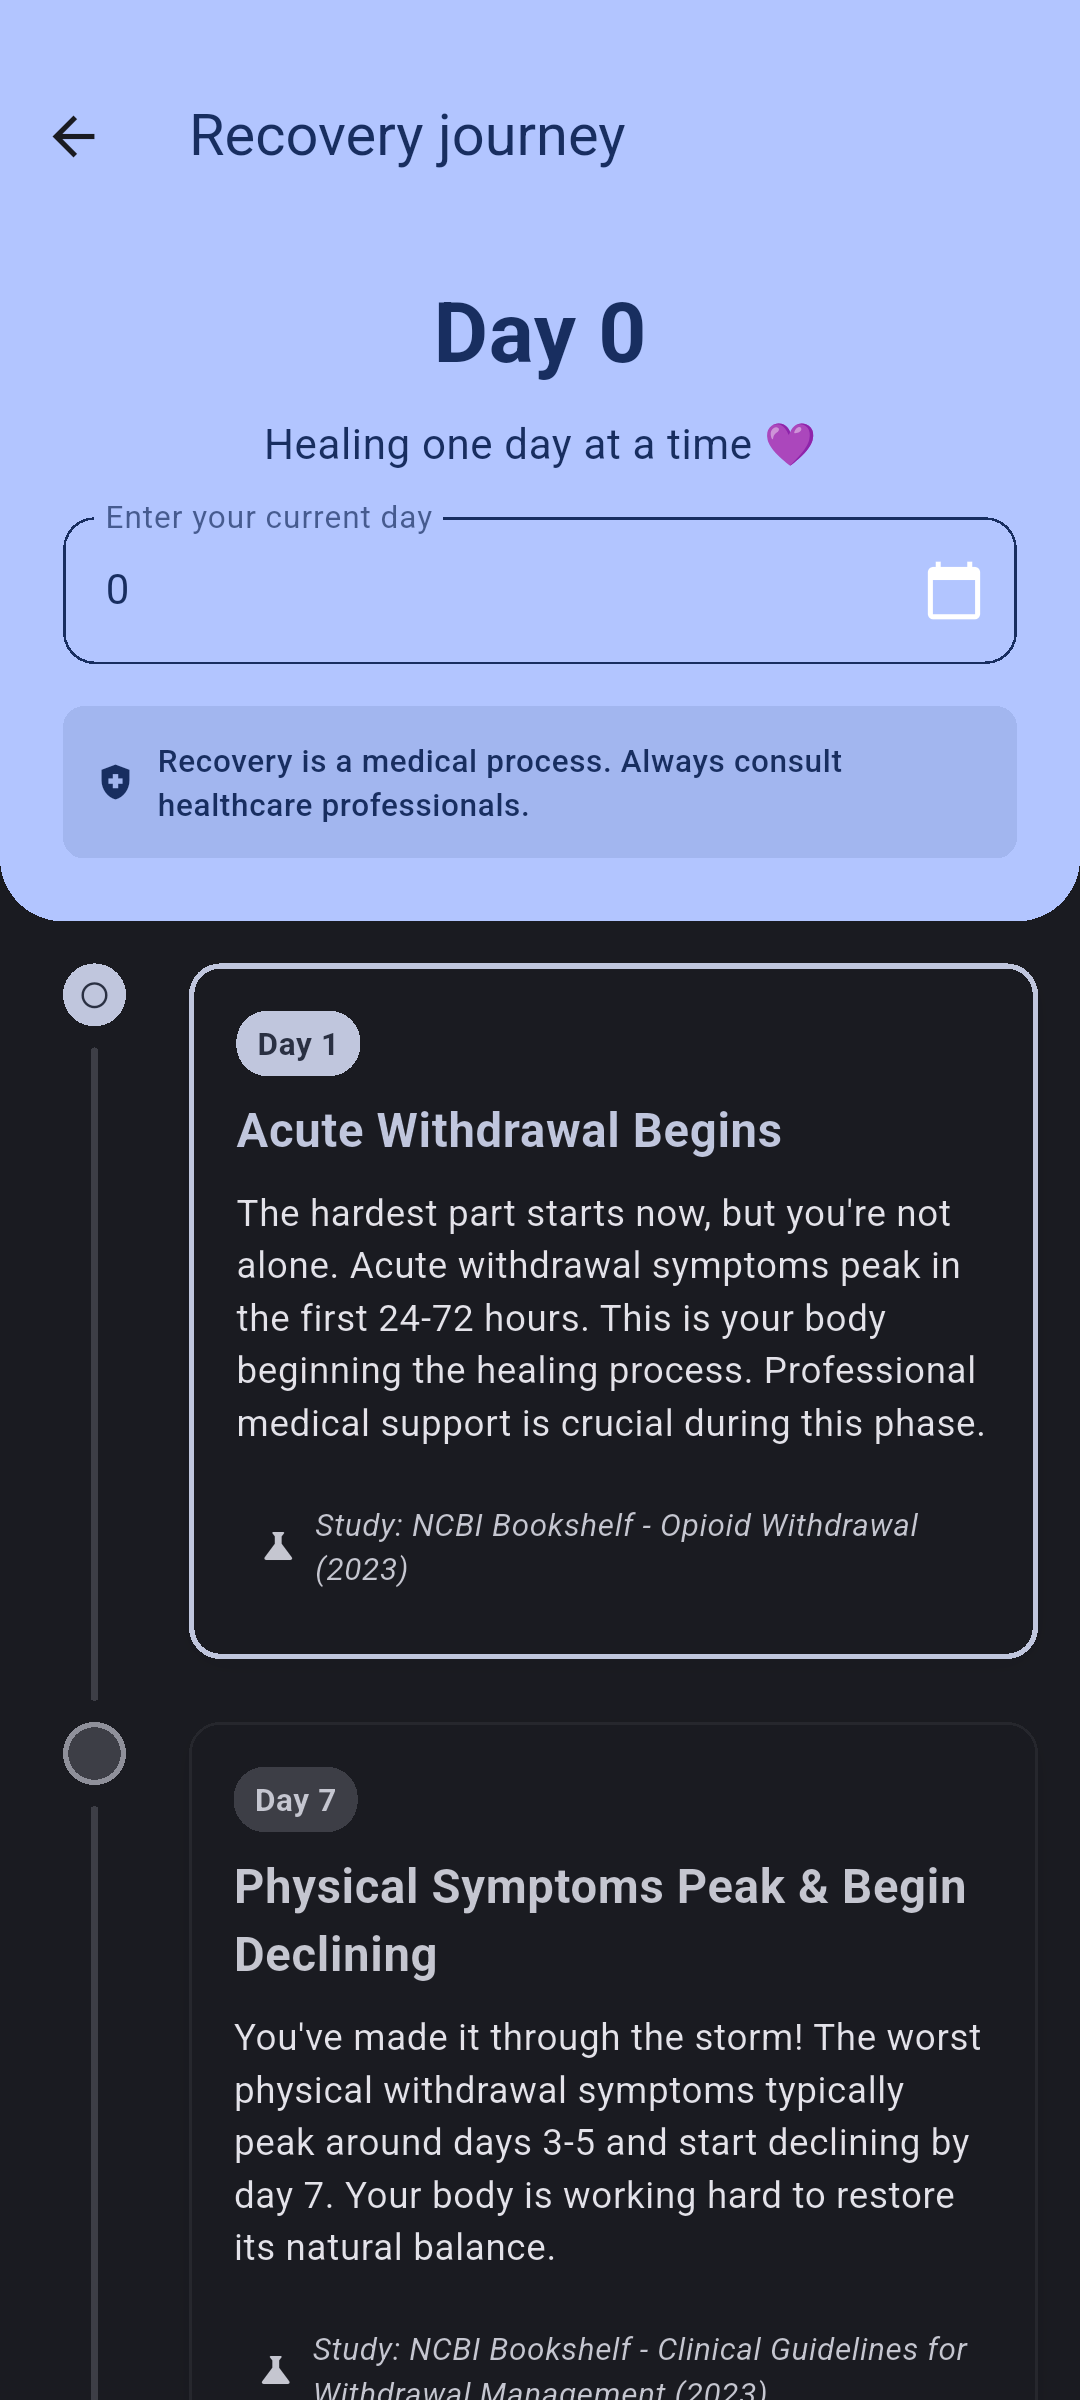 Recovery journey
Day 0
Healing one day at a time 💜
Enter your current day
0
Recovery is a medical process. Always consult
healthcare professionals.
Day 1
Acute Withdrawal Begins
The hardest part starts now, but you're not
alone. Acute withdrawal symptoms peak in
the first 24-72 hours. This is your body
beginning the healing process. Professional
medical support is crucial during this phase.
Study: NCBI Bookshelf - Opioid Withdrawal
(2023)
Day 7
Physical Symptoms Peak & Begin
Declining
You've made it through the storm! The worst
physical withdrawal symptoms typically
peak around days 3-5 and start declining by
day 7. Your body is working hard to restore
its natural balance.
Study: NCBI Bookshelf - Clinical Guidelines for
Withdrawal Management (2023)